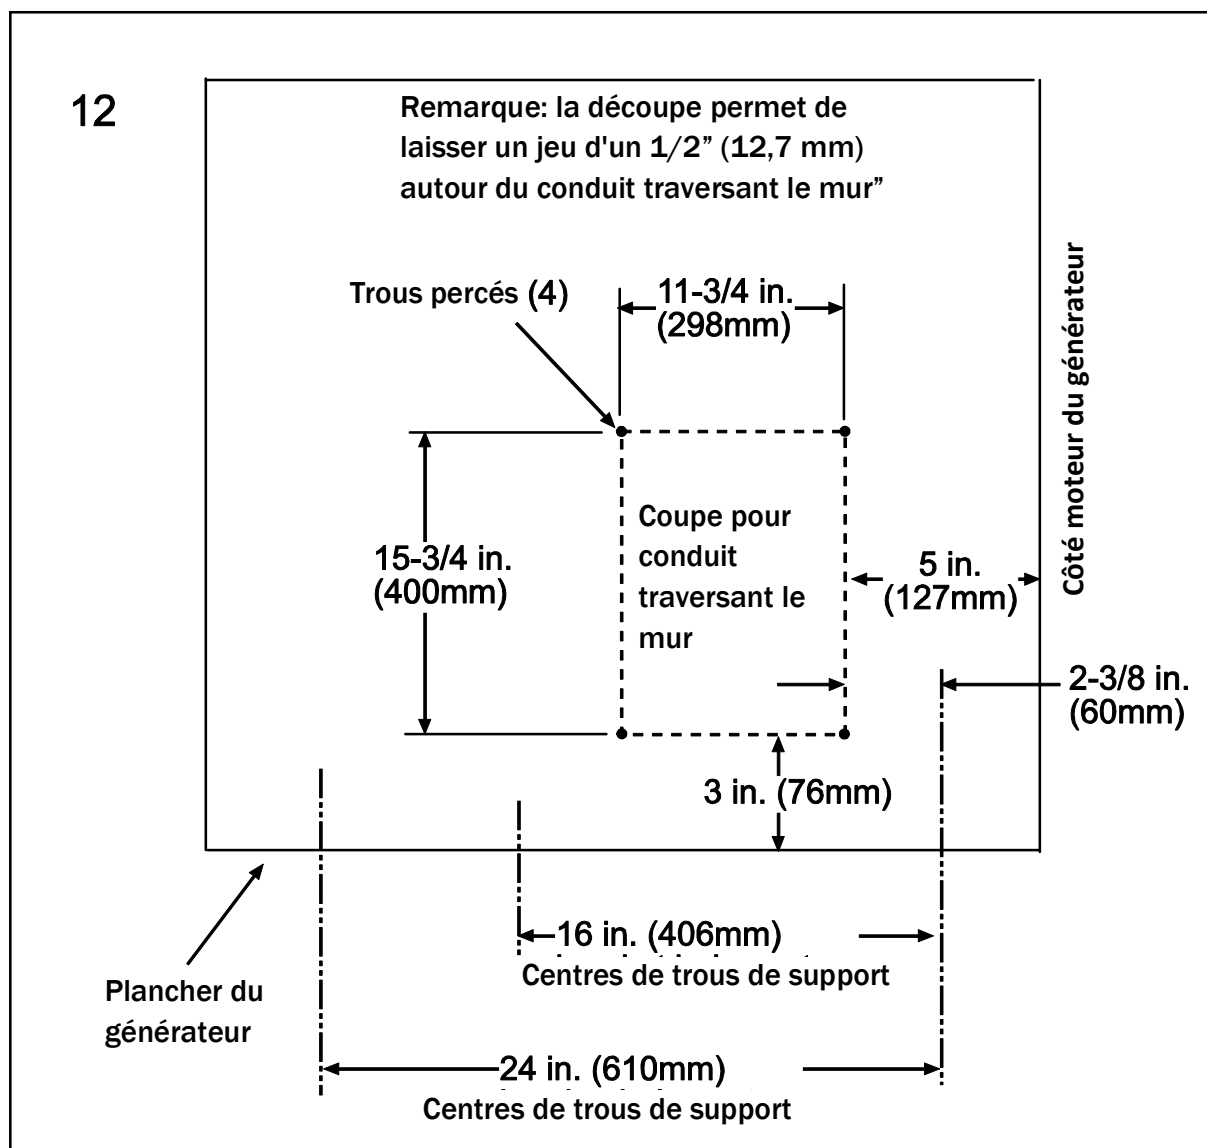 12
Remarque: la découpe permet de
laisser un jeu d'un 1/2” (12,7 mm)
autour du conduit traversant le mur”
Trous percés (4)
11-3/4 in.
(298mm)
Côté moteur du générateur
15-3/4 in.
(400mm)
Coupe pour
conduit
traversant le
mur
5 in.
(127mm)
2-3/8 in.
(60mm)
3 in. (76mm)
16 in. (406mm)
Centres de trous de support
Plancher du
générateur
24 in. (610mm)
Centres de trous de support